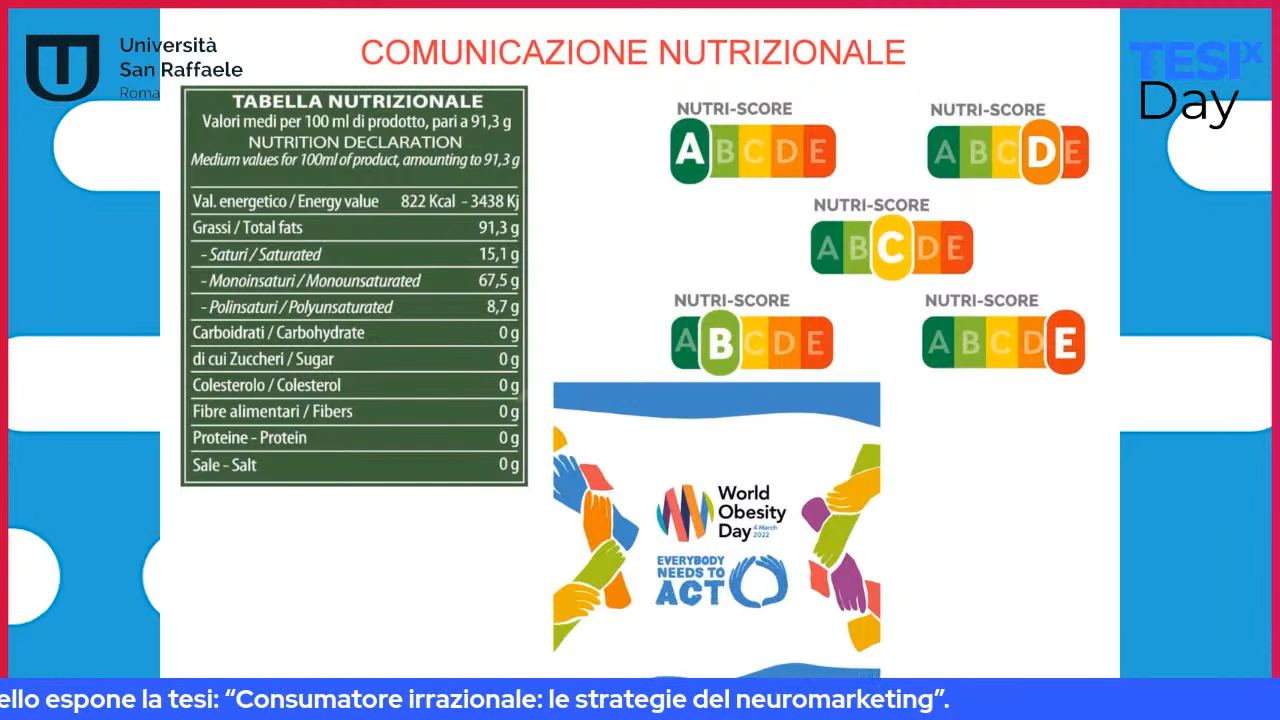 Università
San Raffaele
Roma
COMUNICAZIONE NUTRIZIONALE
TESIx
Day
TABELLA NUTRIZIONALE
Valori medi per 100 ml di prodotto, pari a 91,3 g
NUTRITION DECLARATION
Medium values for 100ml of product, amounting to 91,3 g
Val. energetico / Energy value 822 Kcal - 3438 Kj
Grassi / Total fats 91,3 g
- Saturi / Saturated 15,1 g
- Monoinsaturi / Monounsaturated 67,5 g
- Polinsaturi / Polyunsaturated 8,7 g
Carboidrati / Carbohydrate 0 g
di cui Zuccheri / Sugar 0 g
Colesterolo / Colesterol 0 g
Fibre alimentari / Fibers 0 g
Proteine - Protein 0 g
Sale - Salt 0 g
NUTRI-SCORE
A B C D E
NUTRI-SCORE
A B C D E
NUTRI-SCORE
A B C D E
NUTRI-SCORE
A B C D E
NUTRI-SCORE
A B C D E
World
Obesity
Day 4 March
2022
EVERYBODY
NEEDS TO
ACT
ello espone la tesi: “Consumatore irrazionale: le strategie del neuromarketing”.